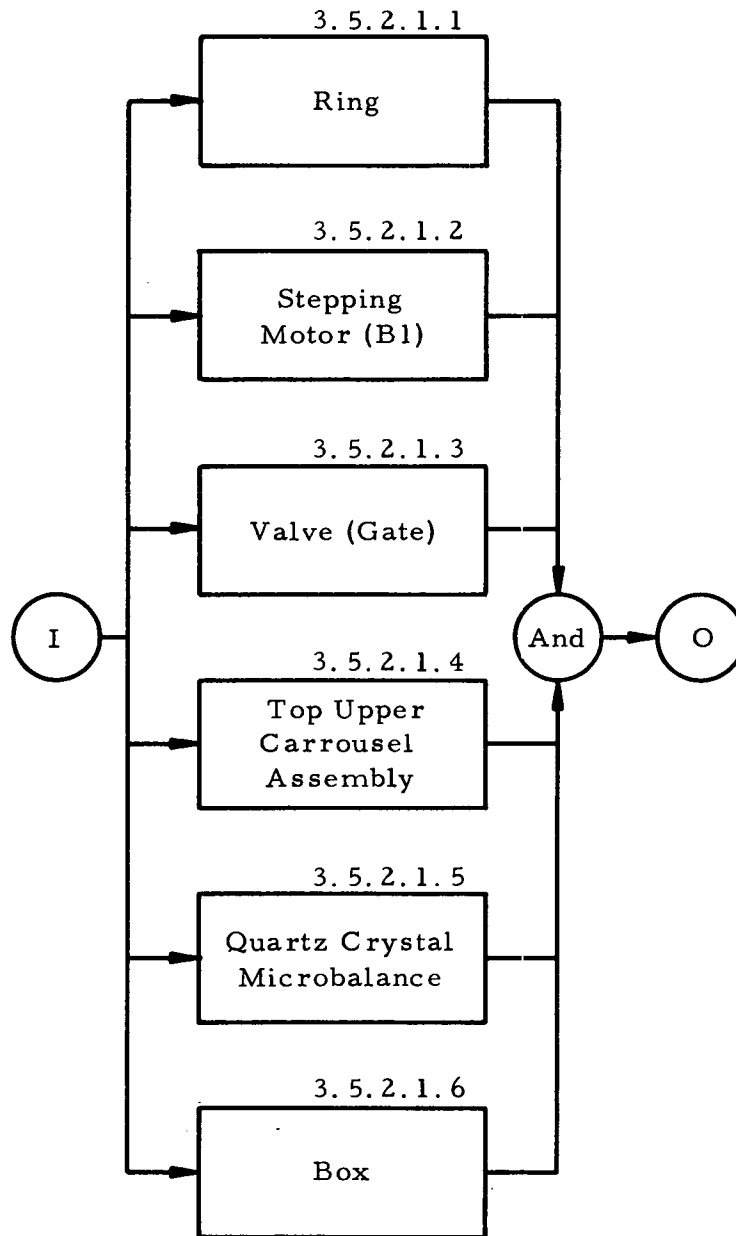 3.5.2.1.1
Ring
3.5.2.1.2
Stepping
Motor (B1)
3.5.2.1.3
Valve (Gate)
I
And
O
3.5.2.1.4
Top Upper
Carrousel
Assembly
3.5.2.1.5
Quartz Crystal
Microbalance
3.5.2.1.6
Box